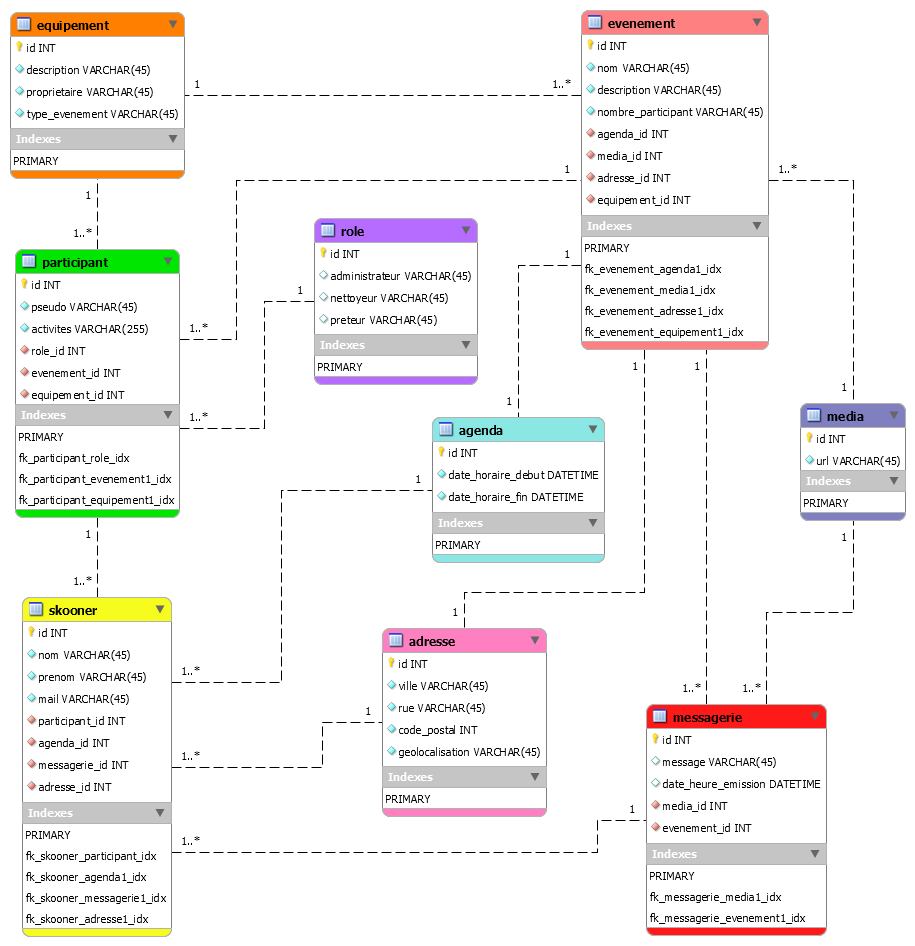 equipement
id INT
description VARCHAR(45)
proprietaire VARCHAR(45)
type_evenement VARCHAR(45)
Indexes
PRIMARY
evenement
id INT
nom VARCHAR(45)
description VARCHAR(45)
nombre_participant VARCHAR(45)
agenda_id INT
media_id INT
adresse_id INT
equipement_id INT
Indexes
PRIMARY
fk_evenement_agenda1_idx
fk_evenement_media1_idx
fk_evenement_adresse1_idx
fk_evenement_equipement1_idx
1
1..*
1
1..*
1
1..*
1
1..*
participant
id INT
pseudo VARCHAR(45)
activites VARCHAR(255)
role_id INT
evenement_id INT
equipement_id INT
Indexes
PRIMARY
fk_participant_role_idx
fk_participant_evenement1_idx
fk_participant_equipement1_idx
role
id INT
administrateur VARCHAR(45)
nettoyeur VARCHAR(45)
preteur VARCHAR(45)
Indexes
PRIMARY
1
1..*
1
1
1
1
1
agenda
id INT
date_horaire_debut DATETIME
date_horaire_fin DATETIME
Indexes
PRIMARY
media
id INT
url VARCHAR(45)
Indexes
PRIMARY
1
1..*
1
1..*
1
1
1..*
1..*
skooner
id INT
nom VARCHAR(45)
prenom VARCHAR(45)
mail VARCHAR(45)
participant_id INT
agenda_id INT
messagerie_id INT
adresse_id INT
Indexes
PRIMARY
fk_skooner_participant_idx
fk_skooner_agenda1_idx
fk_skooner_messagerie1_idx
fk_skooner_adresse1_idx
adresse
id INT
ville VARCHAR(45)
rue VARCHAR(45)
code_postal INT
geolocalisation VARCHAR(45)
Indexes
PRIMARY
1
1..*
1
1..*
messagerie
id INT
message VARCHAR(45)
date_heure_emission DATETIME
media_id INT
evenement_id INT
Indexes
PRIMARY
fk_messagerie_media1_idx
fk_messagerie_evenement1_idx